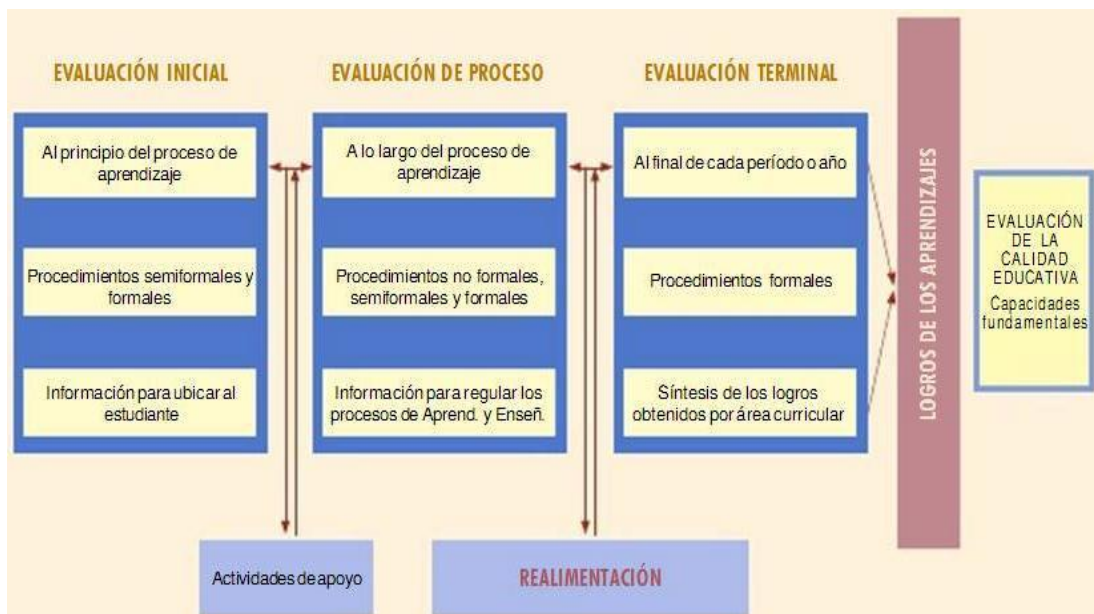 EVALUACIÓN INICIAL
Al principio del proceso de
aprendizaje
Procedimientos semiformales y
formales
Información para ubicar al
estudiante
EVALUACIÓN DE PROCESO
A lo largo del proceso de
aprendizaje
Procedimientos no formales,
semiformales y formales
Información para regular los
procesos de Aprend. y Enseñ.
EVALUACIÓN TERMINAL
Al final de cada período o año
Procedimientos formales
Síntesis de los logros
obtenidos por área curricular
LOGROS DE LOS APRENDIZAJES
EVALUACIÓN
DE LA
CALIDAD
EDUCATIVA
Capacidades
fundamentales
Actividades de apoyo
REALIMENTACIÓN